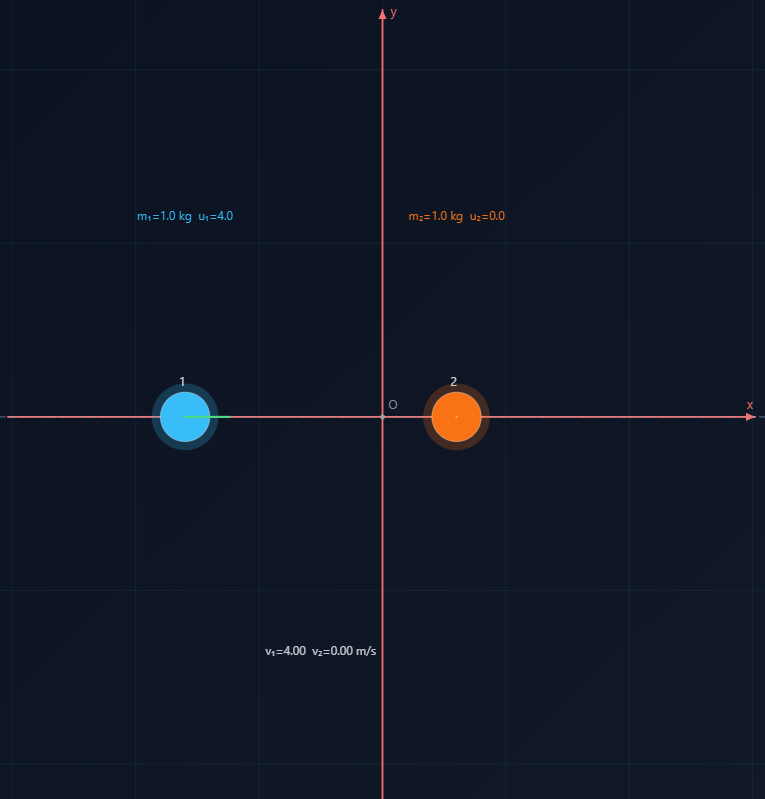 y
m₁=1.0 kg u₁=4.0
m₂=1.0 kg u₂=0.0
1
2
O
x
v₁=4.00 v₂=0.00 m/s